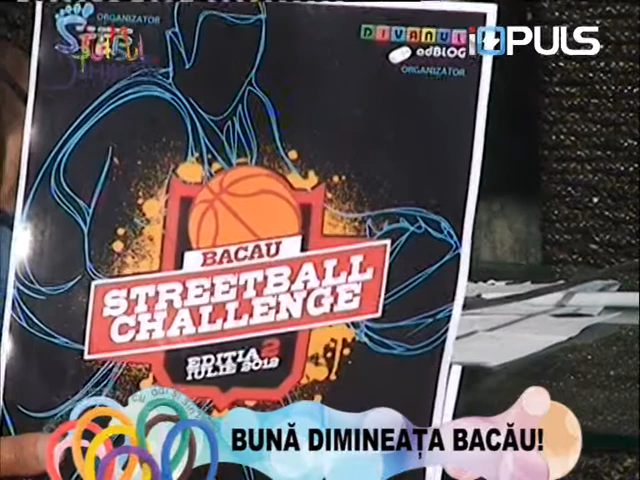 ORGANIZATOR
DIVANUL
adBLOG
ORGANIZATOR
PULS
BACAU
STREETBALL
CHALLENGE
EDITIA 2
IULIE 2012
BUNĂ DIMINEAȚA BACĂU!